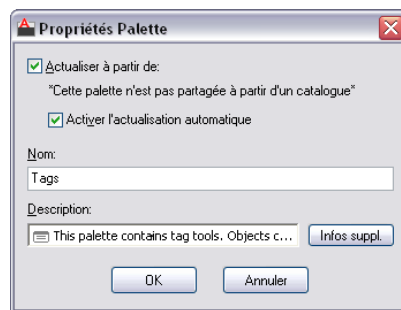 Propriétés Palette
Actualiser à partir de:
"Cette palette n'est pas partagée à partir d'un catalogue"
Activer l'actualisation automatique
Nom:
Tags
Description:
This palette contains tag tools. Objects c...
Infos suppl.
OK
Annuler